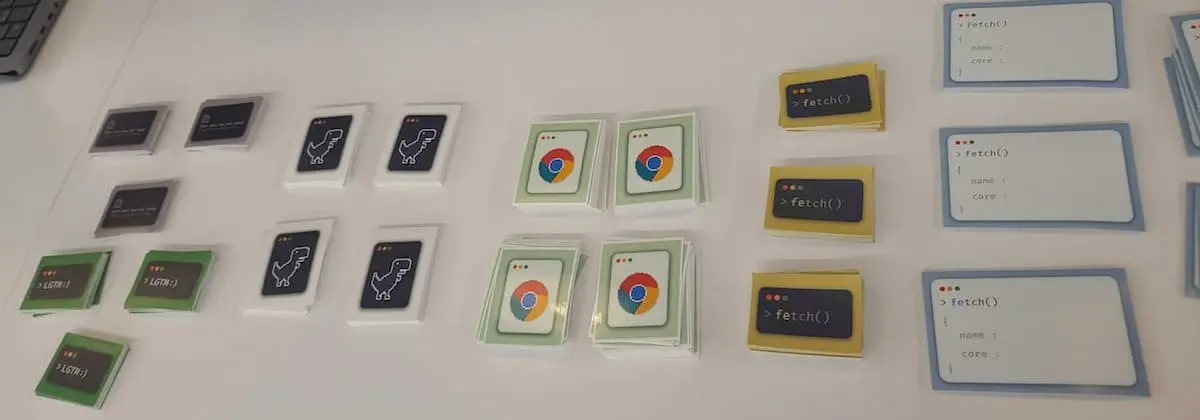 > LGTM:)
> LGTM:)
> LGTM:)
> fetch()
> fetch()
> fetch()
> fetch()
{
name :
core :
}
> fetch()
{
name :
core :
}
> fetch()
{
name :
core :
}